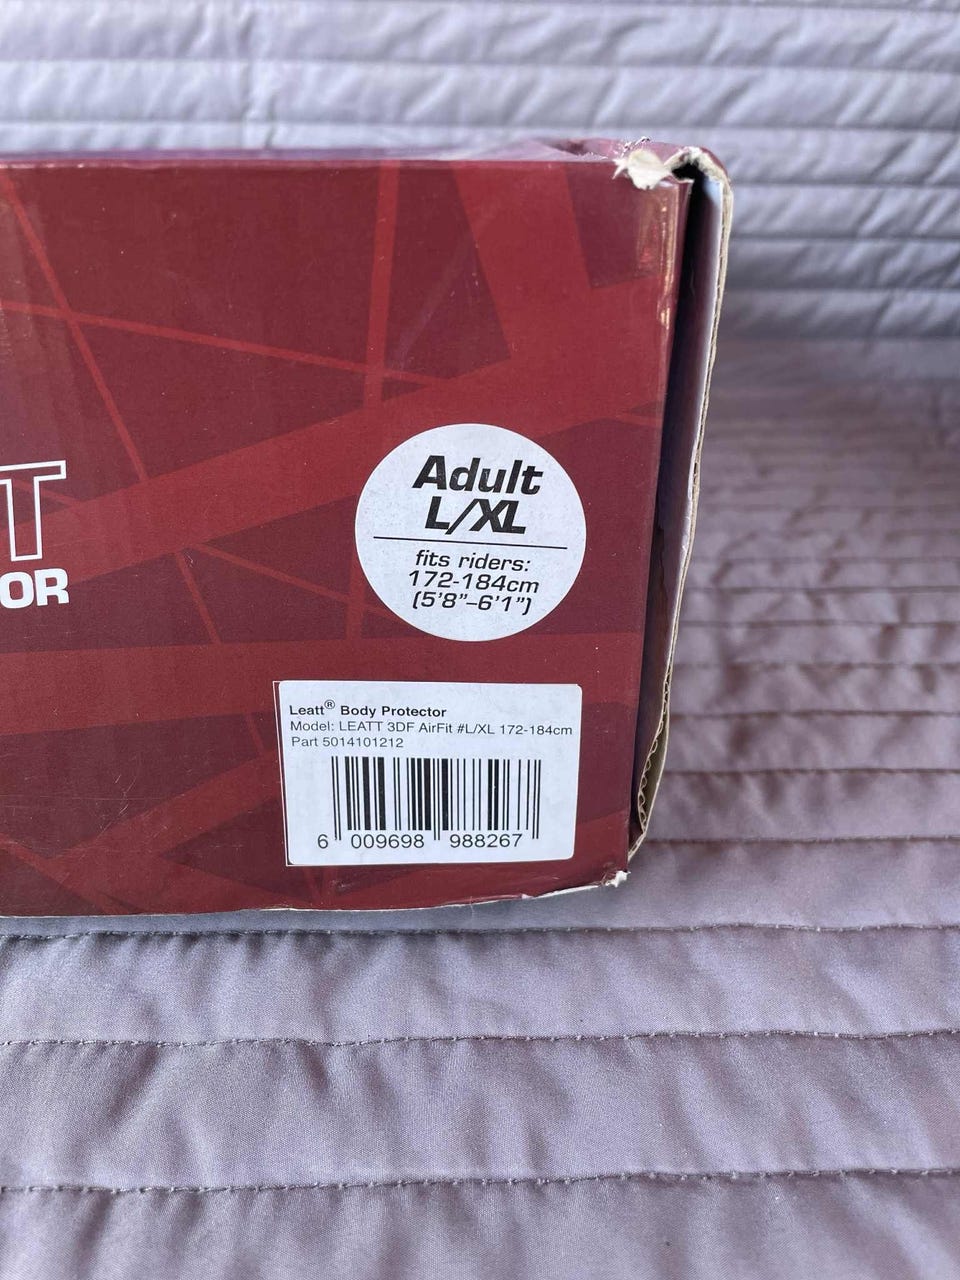 T
OR
Adult
L/XL
fits riders:
172-184cm
(5'8"–6'1")
Leatt® Body Protector
Model: LEATT 3DF AirFit #L/XL 172-184cm
Part 5014101212
6 009698 988267